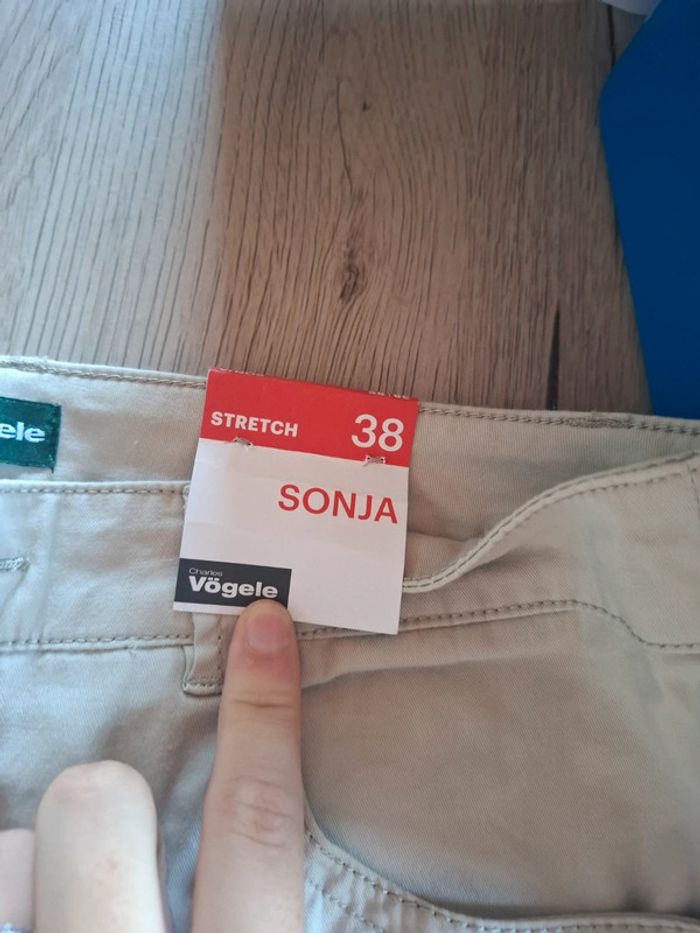 STRETCH 38
SONJA
Charles
Vögele
ele